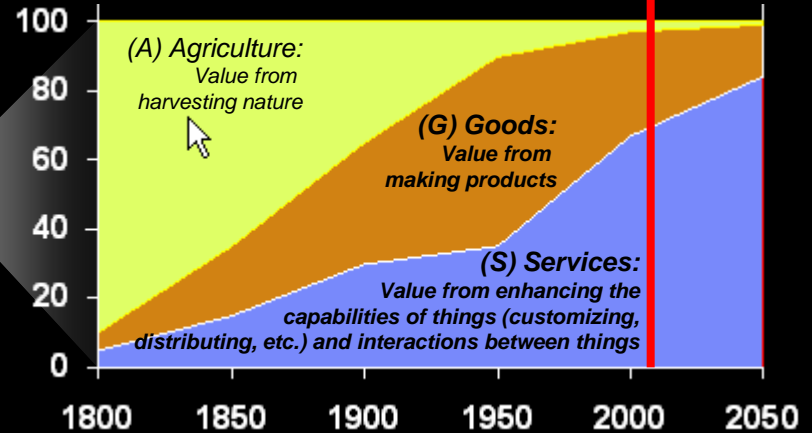 100
(A) Agriculture:
Value from
harvesting nature
80
(G) Goods:
Value from
making products
60
40
(S) Services:
Value from enhancing the
capabilities of things (customizing,
distributing, etc.) and interactions between things
20
0
1800 1850 1900 1950 2000 2050